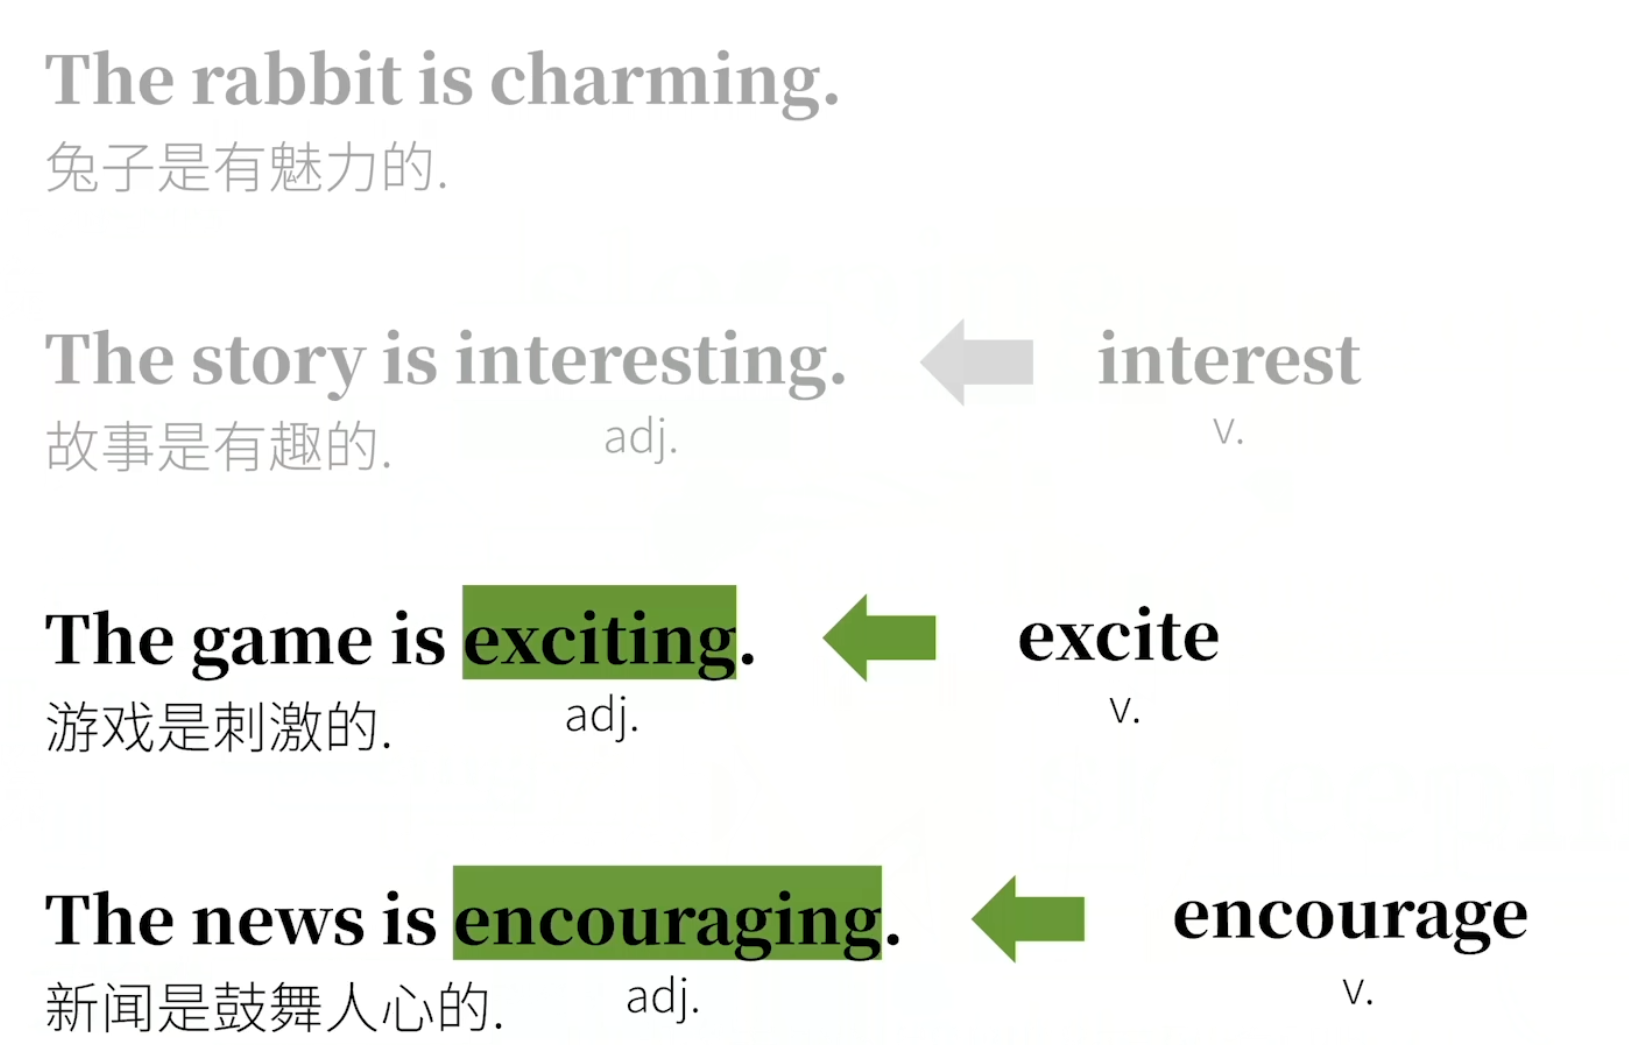 The rabbit is charming.
兔子是有魅力的.
The story is interesting. interest
故事是有趣的. adj. v.
The game is exciting. excite
游戏是刺激的. adj. v.
The news is encouraging. encourage
新闻是鼓舞人心的. adj. v.